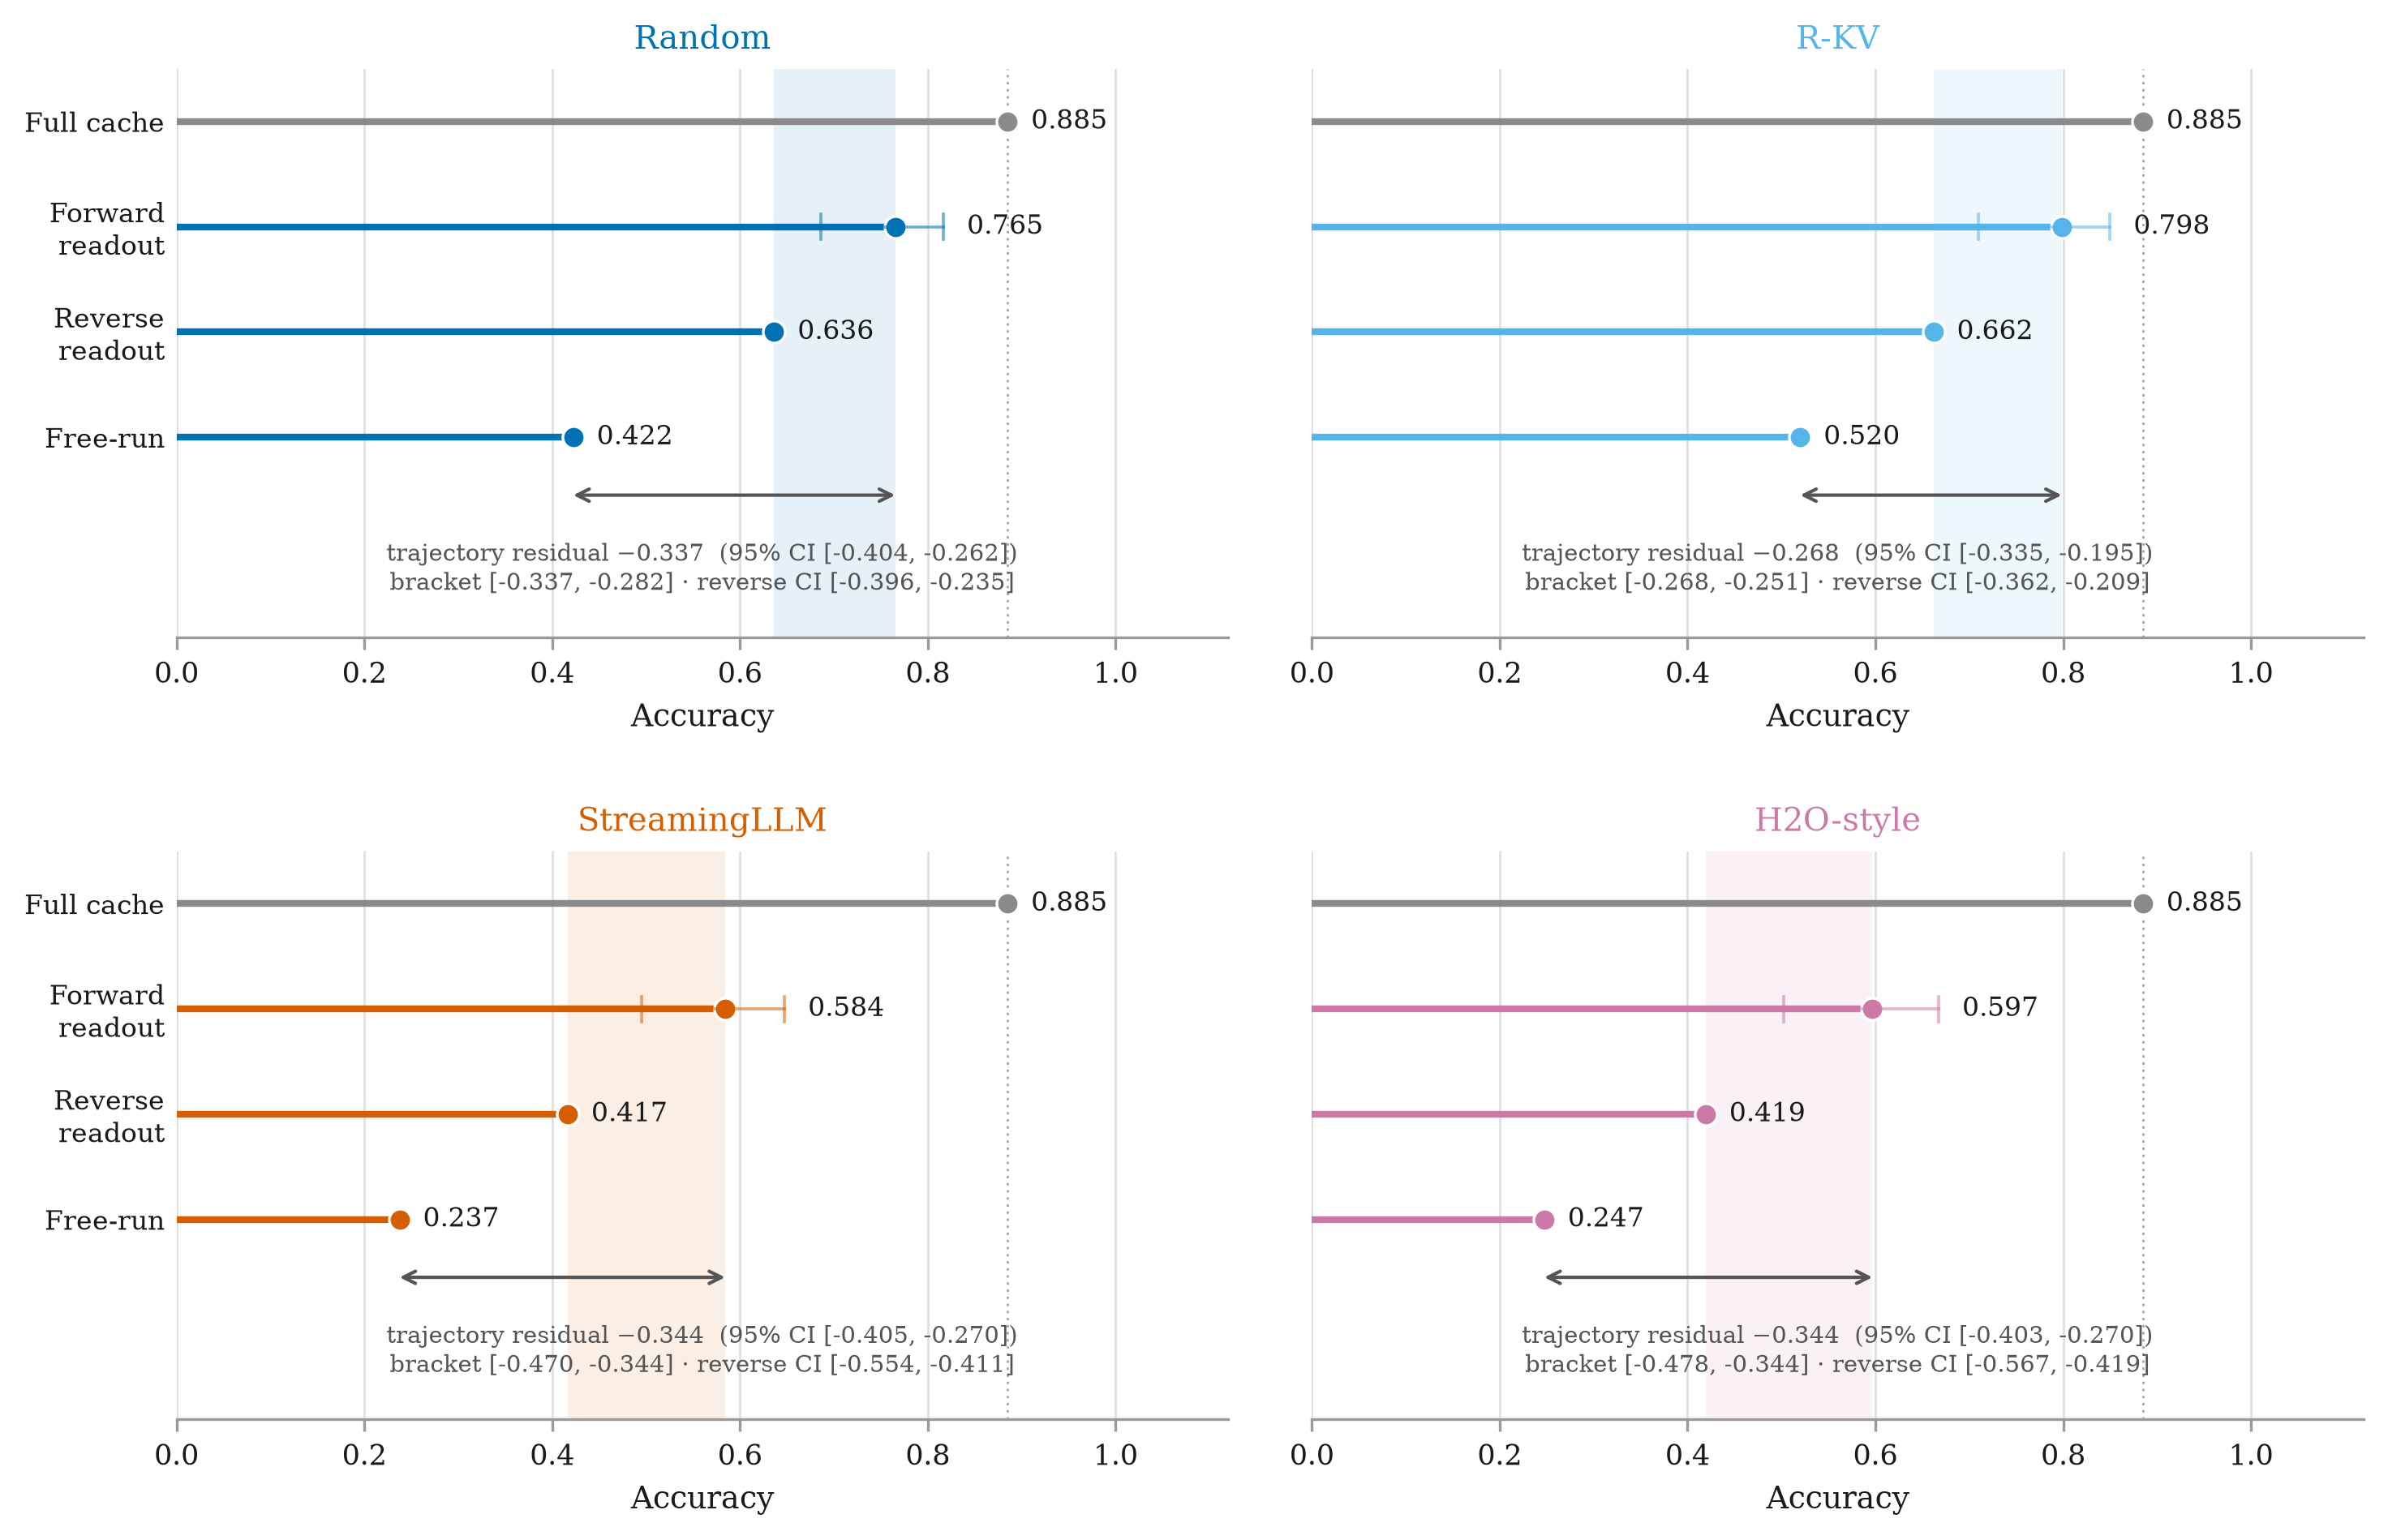 Random
Full cache
0.885
Forward
readout
0.765
Reverse
readout
0.636
Free-run
0.422
trajectory residual −0.337 (95% CI [-0.404, -0.262])
bracket [-0.337, -0.282] · reverse CI [-0.396, -0.235]
0.0 0.2 0.4 0.6 0.8 1.0
Accuracy
R-KV
0.885
0.798
0.662
0.520
trajectory residual −0.268 (95% CI [-0.335, -0.195])
bracket [-0.268, -0.251] · reverse CI [-0.362, -0.209]
0.0 0.2 0.4 0.6 0.8 1.0
Accuracy
StreamingLLM
Full cache
0.885
Forward
readout
0.584
Reverse
readout
0.417
Free-run
0.237
trajectory residual −0.344 (95% CI [-0.405, -0.270])
bracket [-0.470, -0.344] · reverse CI [-0.554, -0.411]
0.0 0.2 0.4 0.6 0.8 1.0
Accuracy
H2O-style
0.885
0.597
0.419
0.247
trajectory residual −0.344 (95% CI [-0.403, -0.270])
bracket [-0.478, -0.344] · reverse CI [-0.567, -0.419]
0.0 0.2 0.4 0.6 0.8 1.0
Accuracy